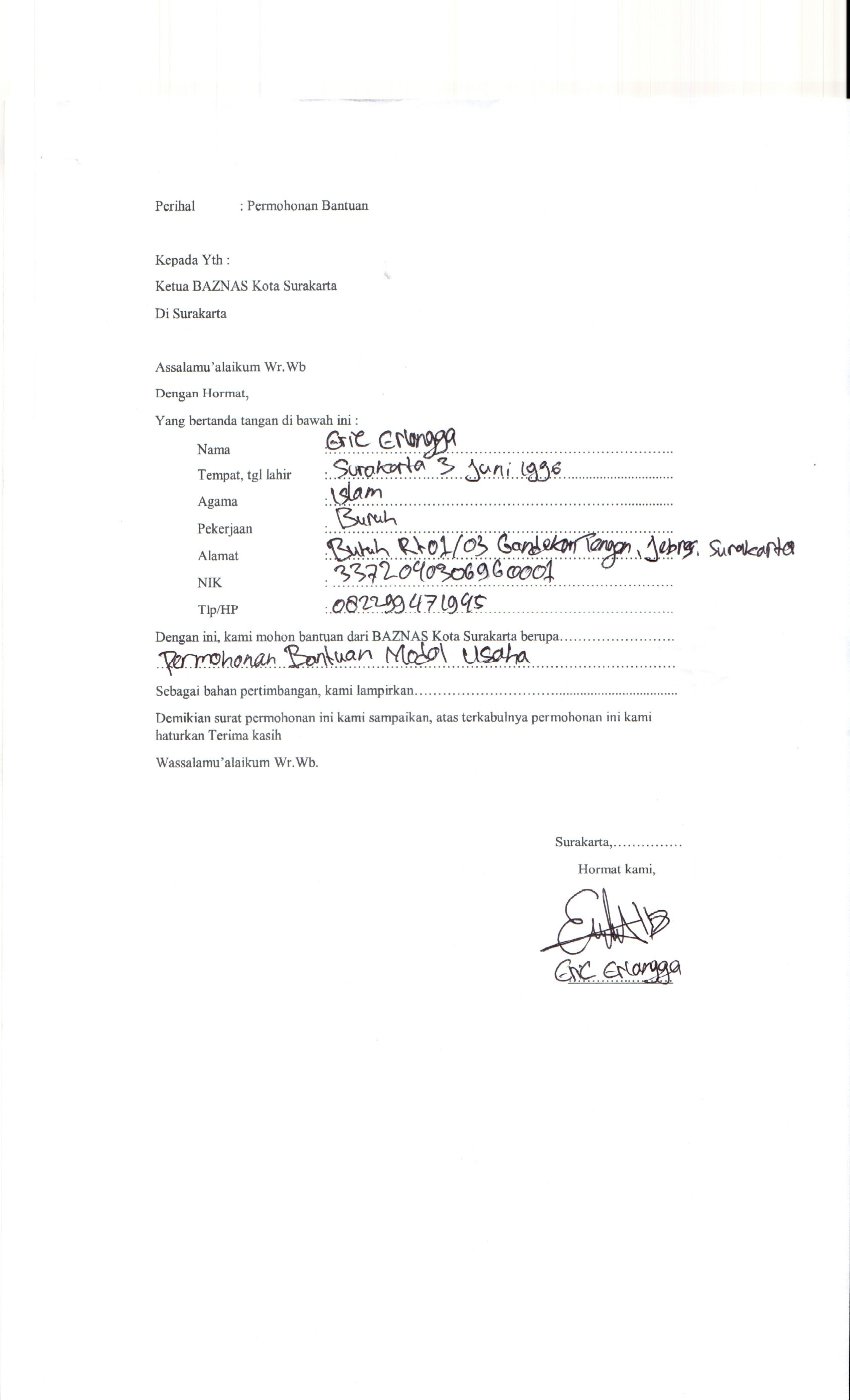 Perihal : Permohonan Bantuan
Kepada Yth :
Ketua BAZNAS Kota Surakarta
Di Surakarta
Assalamu'alaikum Wr.Wb
Dengan Hormat,
Yang bertanda tangan di bawah ini :
Nama Eric Erlangga
Tempat, tgl lahir : Surakarta 3 Juni 1996
Agama : Islam
Pekerjaan : Buruh
Alamat : Butuh Rt01/03 Gandekan Tangen, Jebres. Surakarta
NIK : 3372040306960001
Tlp/HP : 082299471995
Dengan ini, kami mohon bantuan dari BAZNAS Kota Surakarta berupa........................
Permohonan Bantuan Modal Usaha
Sebagai bahan pertimbangan, kami lampirkan........................
Demikian surat permohonan ini kami sampaikan, atas terkabulnya permohonan ini kami
haturkan Terima kasih
Wassalamu'alaikum Wr.Wb.
Surakarta,...............
Hormat kami,
Eric Erlangga